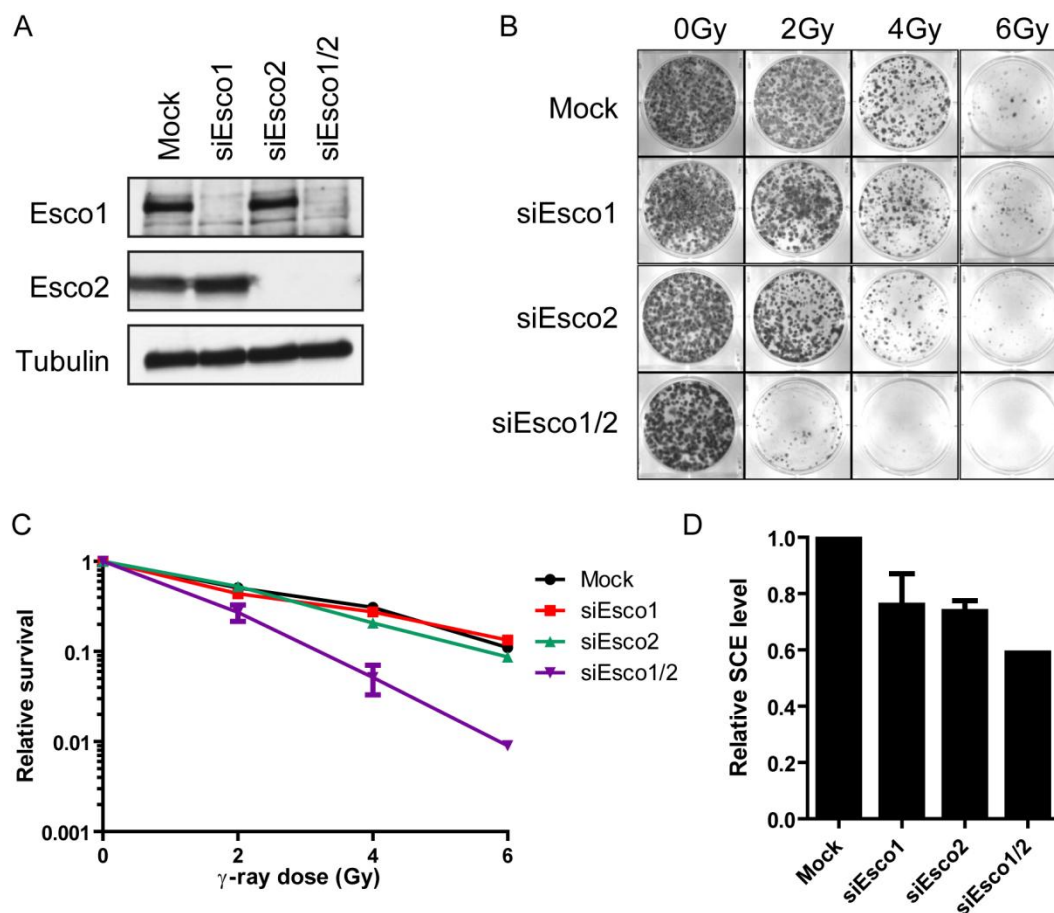 A
Mock
siEsco1
siEsco2
siEsco1/2
Esco1
Esco2
Tubulin
B
0Gy 2Gy 4Gy 6Gy
Mock
siEsco1
siEsco2
siEsco1/2
C
Relative survival
1
0.1
0.01
0.001
0 2 4 6
γ-ray dose (Gy)
Mock
siEsco1
siEsco2
siEsco1/2
D
Relative SCE level
1.0
0.8
0.6
0.4
0.2
0.0
Mock
siEsco1
siEsco2
siEsco1/2